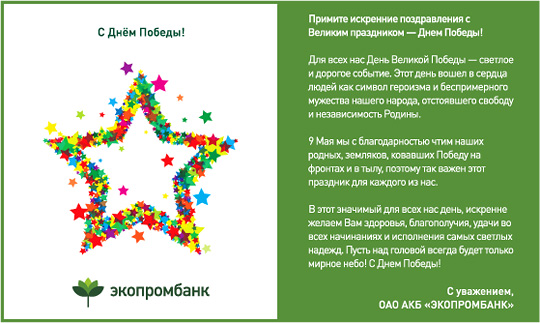 С Днём Победы!
экопромбанк
Примите искренние поздравления с
Великим праздником — Днем Победы!
Для всех нас День Великой Победы — светлое
и дорогое событие. Этот день вошел в сердца
людей как символ героизма и беспримерного
мужества нашего народа, отстоявшего свободу
и независимость Родины.
9 Мая мы с благодарностью чтим наших
родных, земляков, ковавших Победу на
фронтах и в тылу, поэтому так важен этот
праздник для каждого из нас.
В этот значимый для всех нас день, искренне
желаем Вам здоровья, благополучия, удачи во
всех начинаниях и исполнения самых светлых
надежд. Пусть над головой всегда будет только
мирное небо! С Днем Победы!
С уважением,
ОАО АКБ «ЭКОПРОМБАНК»